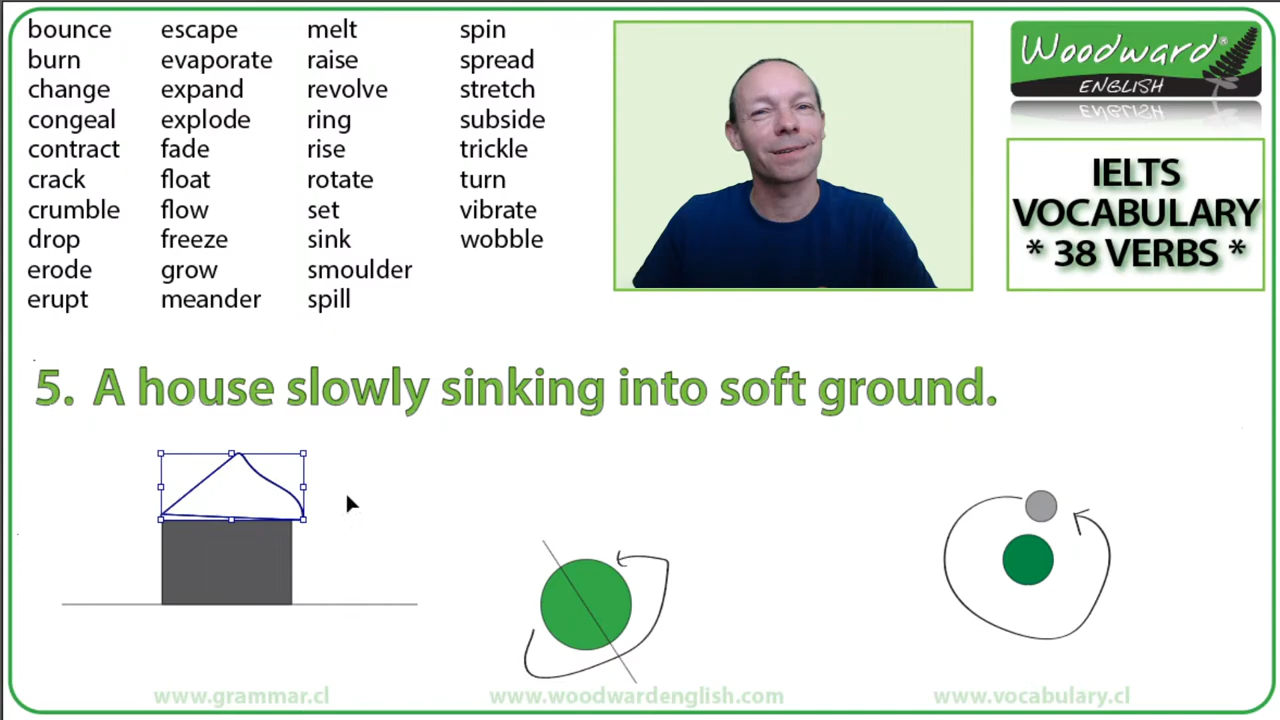 bounce escape melt spin
burn evaporate raise spread
change expand revolve stretch
congeal explode ring subside
contract fade rise trickle
crack float rotate turn
crumble flow set vibrate
drop freeze sink wobble
erode grow smoulder
erupt meander spill
Woodward®
ENGLISH
IELTS
VOCABULARY
* 38 VERBS *
5. A house slowly sinking into soft ground.
www.grammar.cl www.woodwardenglish.com www.vocabulary.cl